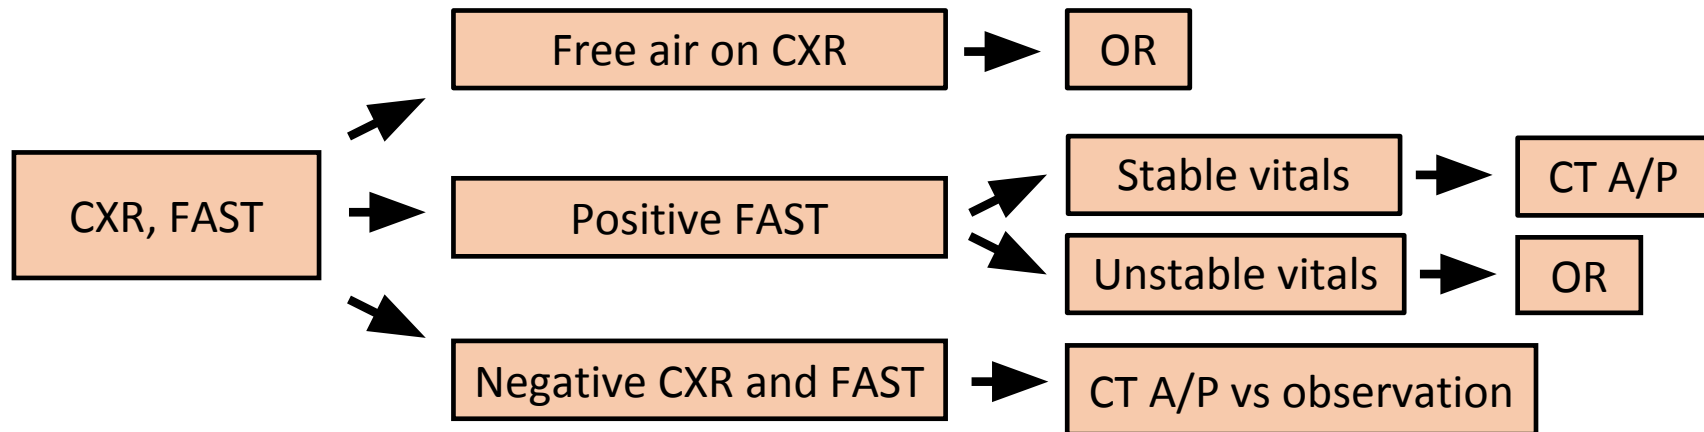 Free air on CXR
OR
CXR, FAST
Positive FAST
Stable vitals
CT A/P
Unstable vitals
OR
Negative CXR and FAST
CT A/P vs observation